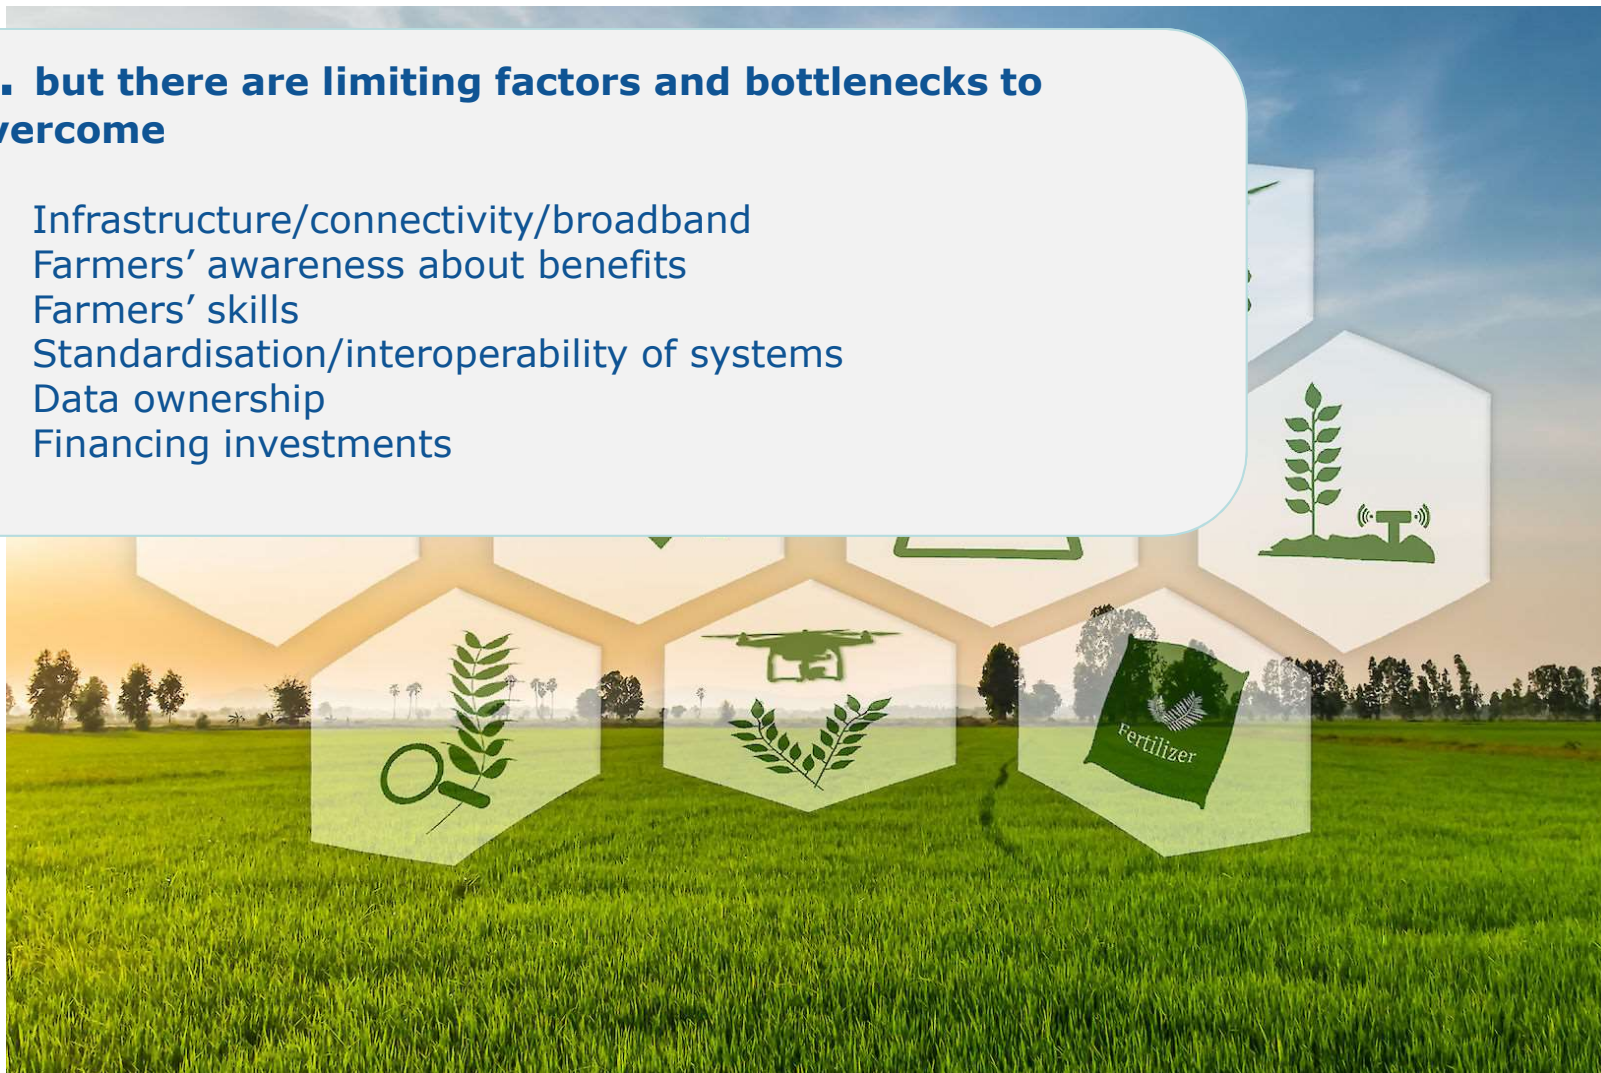 . but there are limiting factors and bottlenecks to
vercome
Infrastructure/connectivity/broadband
Farmers’ awareness about benefits
Farmers’ skills
Standardisation/interoperability of systems
Data ownership
Financing investments
Fertilizer